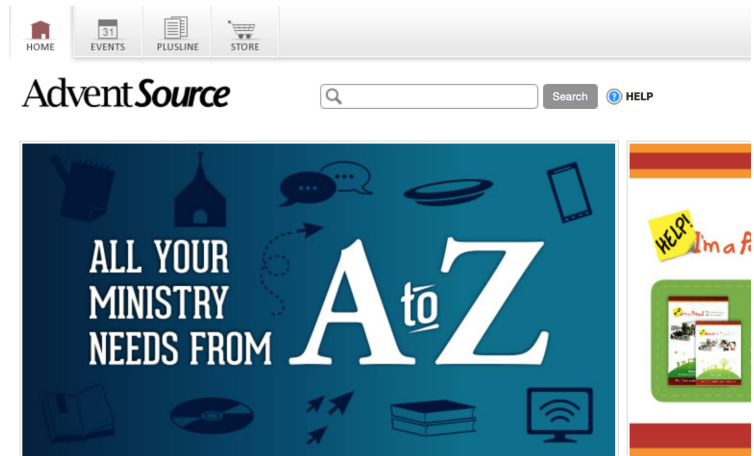 HOME
31
EVENTS
PLUSLINE
STORE
AdventSource
Search
HELP
ALL YOUR
MINISTRY
NEEDS FROM
A to Z
HELP!
I'm a